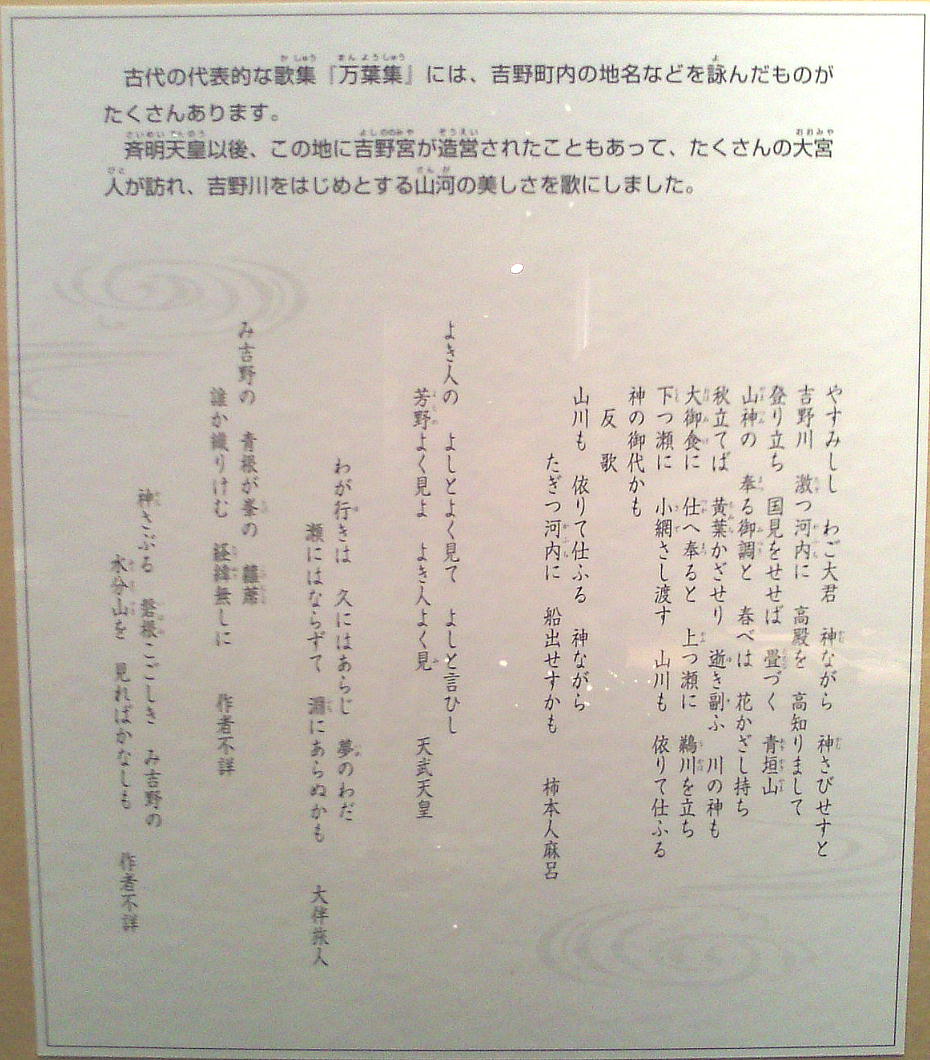 古代の代表的な歌集『万葉集』には、吉野町内の地名などを詠んだものが
たくさんあります。
斉明天皇以後、この地に吉野宮が造営されたこともあって、たくさんの大宮
人が訪れ、吉野川をはじめとする山河の美しさを歌にしました。
やすみしし わご大君 神ながら 神さびせすと
吉野川 激つ河内に 高殿を 高知りまして
登り立ち 国見をせせば 畳づく 青垣山
山神の 奉る御調と 春べは 花かざし持ち
秋立てば 黄葉かざせり 逝き副ふ 川の神も
大御食に 仕へ奉ると 上つ瀬に 鵜川を立ち
下つ瀬に 小網さし渡す 山川も 依りて仕ふる
神の御代かも
反歌
山川も 依りて仕ふる 神ながら
たぎつ河内に 船出せすかも 柿本人麻呂
よき人の よしとよく見て よしと言ひし
芳野よく見よ よき人よく見 天武天皇
わが行きは 久にはあらじ 夢のわだ
瀬にはならずて 淵にあらぬかも 大伴旅人
み吉野の 青根が峯の 蘿蓆
誰か織りけむ 経緯無しに 作者不詳
神さぶる 磐根こごしき み吉野の
水分山を 見ればかなしも 作者不詳